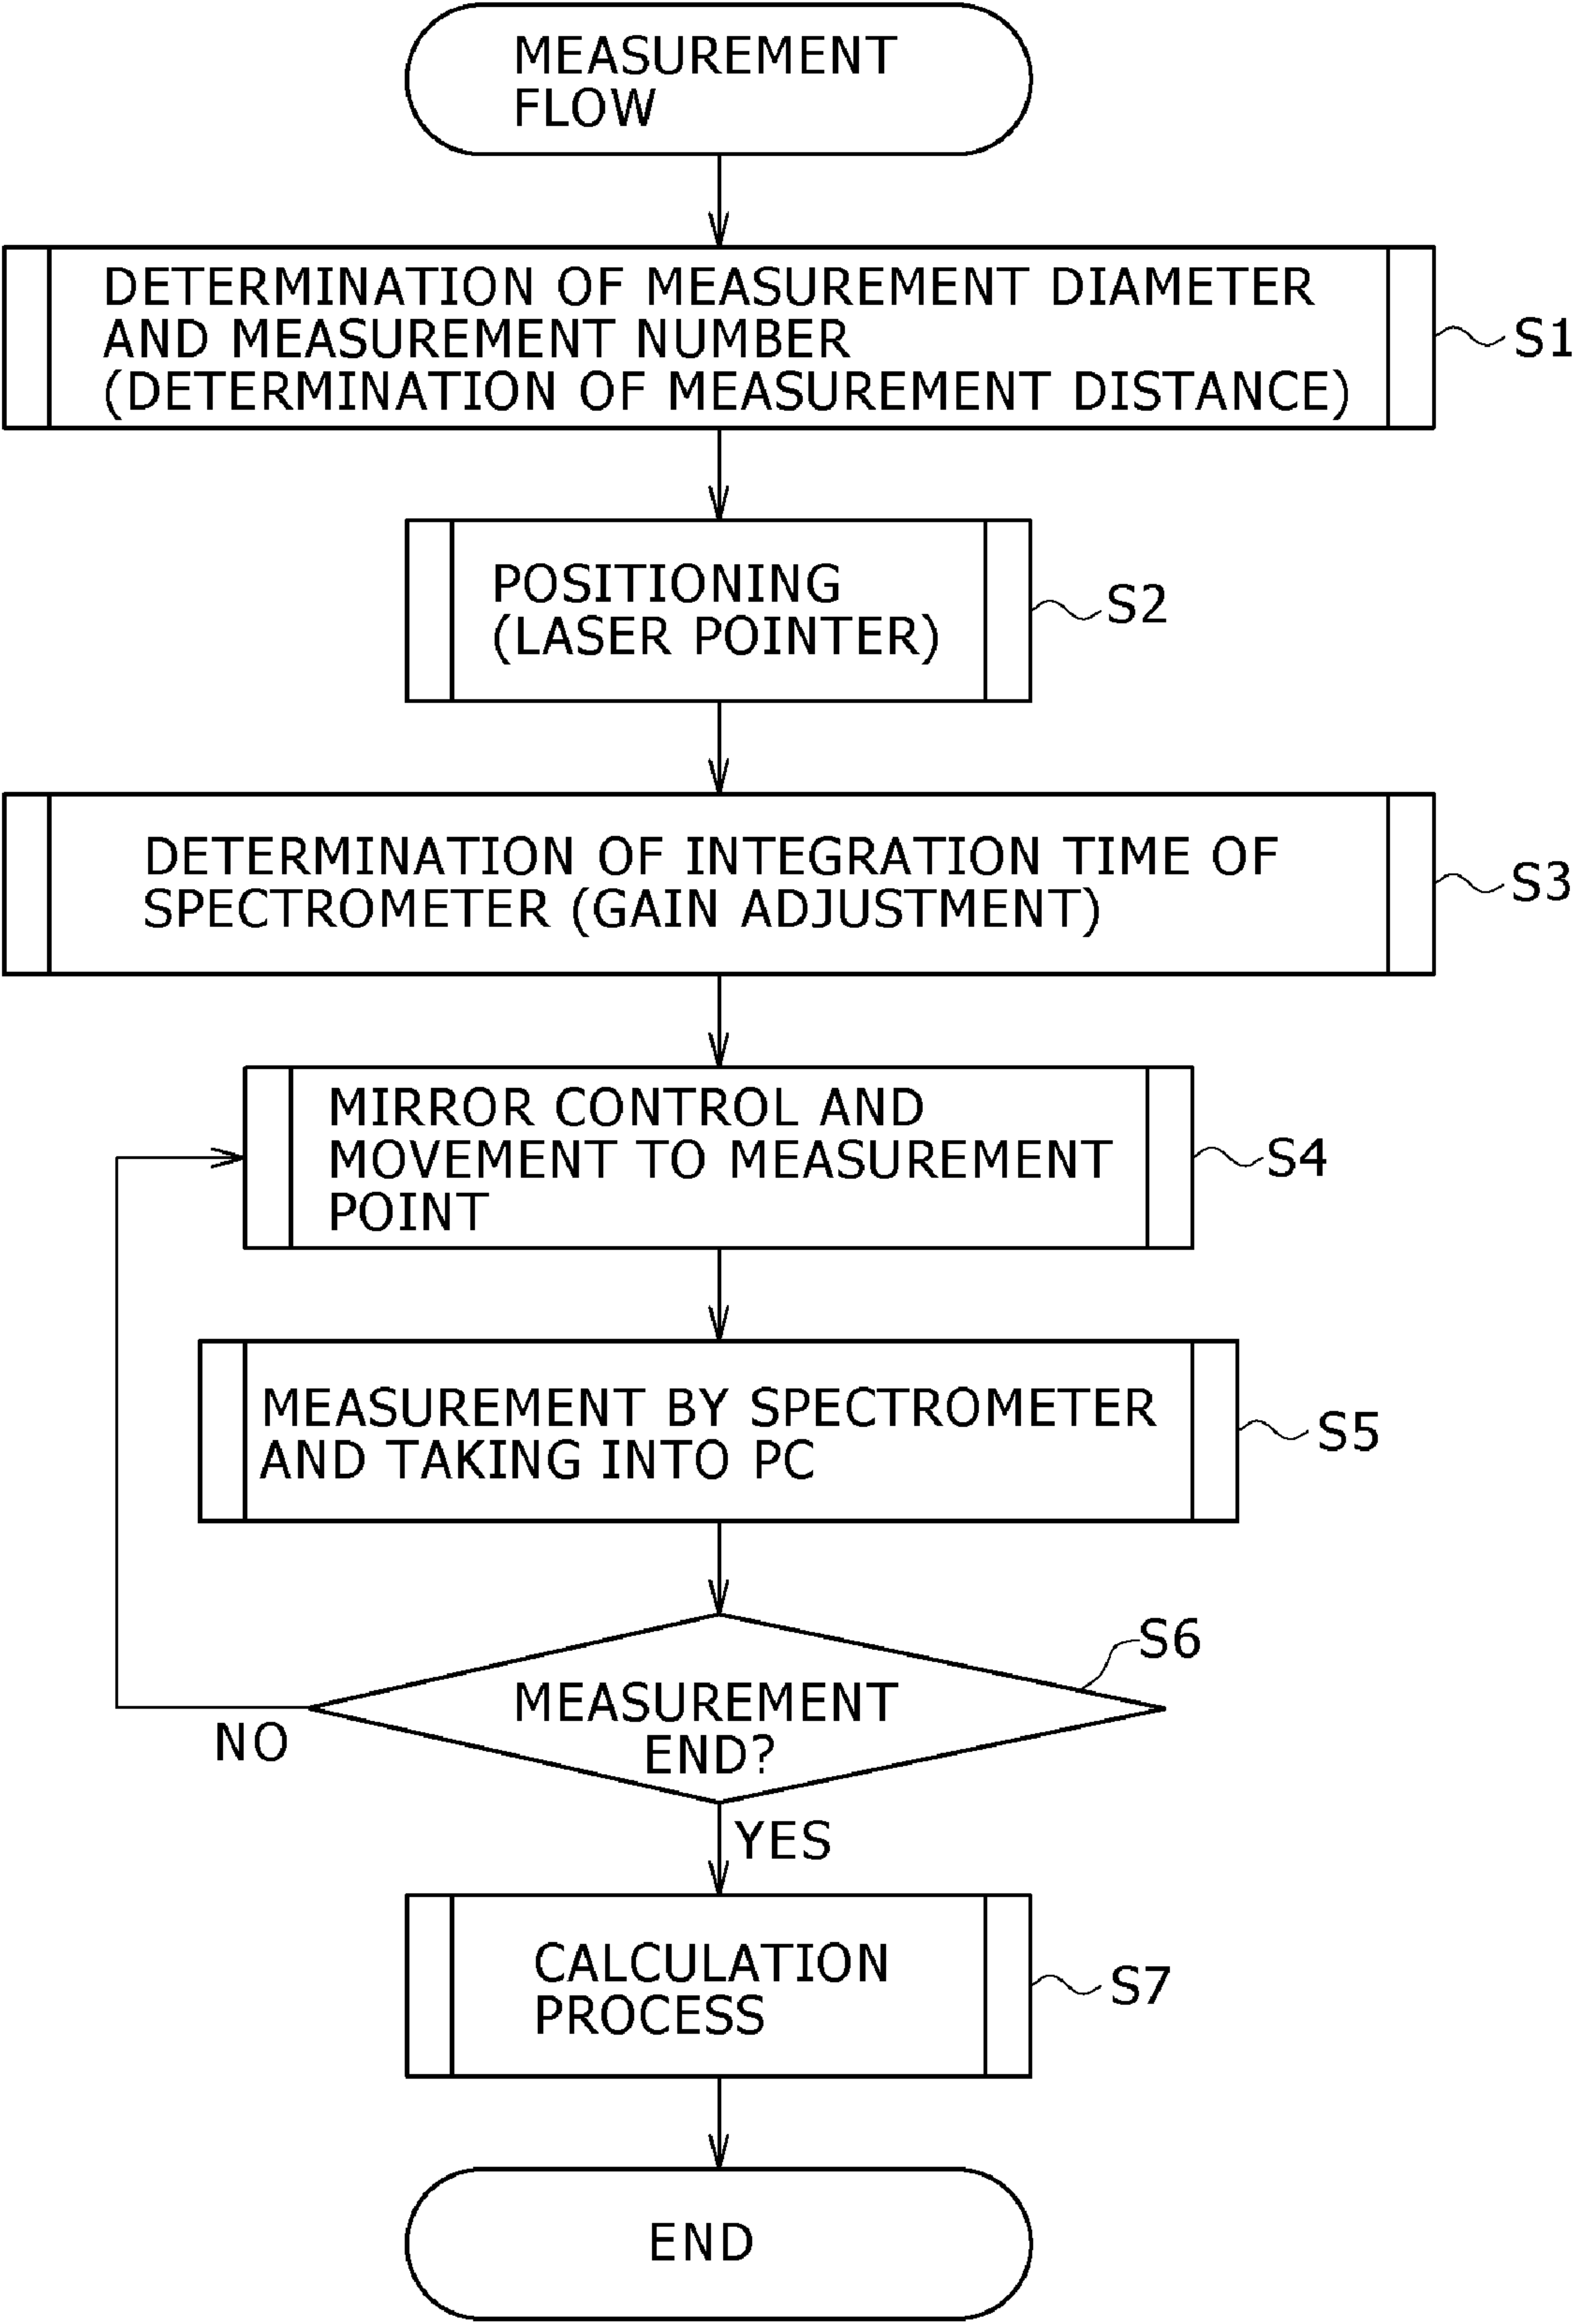 MEASUREMENT
FLOW
DETERMINATION OF MEASUREMENT DIAMETER
AND MEASUREMENT NUMBER
(DETERMINATION OF MEASUREMENT DISTANCE)
S1
POSITIONING
(LASER POINTER)
S2
DETERMINATION OF INTEGRATION TIME OF
SPECTROMETER (GAIN ADJUSTMENT)
S3
MIRROR CONTROL AND
MOVEMENT TO MEASUREMENT
POINT
S4
MEASUREMENT BY SPECTROMETER
AND TAKING INTO PC
S5
S6
MEASUREMENT
END?
NO
YES
CALCULATION
PROCESS
S7
END